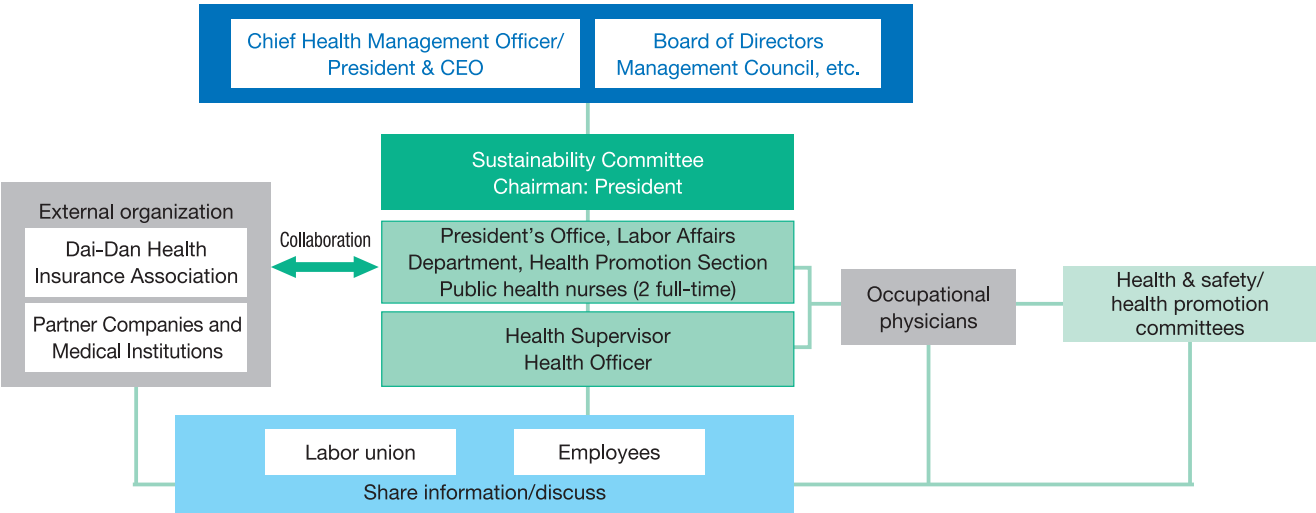 Chief Health Management Officer/
President & CEO
Board of Directors
Management Council, etc.
Sustainability Committee
Chairman: President
External organization
Dai-Dan Health
Insurance Association
Partner Companies and
Medical Institutions
Collaboration
President’s Office, Labor Affairs
Department, Health Promotion Section
Public health nurses (2 full-time)
Health Supervisor
Health Officer
Occupational
physicians
Health & safety/
health promotion
committees
Labor union
Employees
Share information/discuss